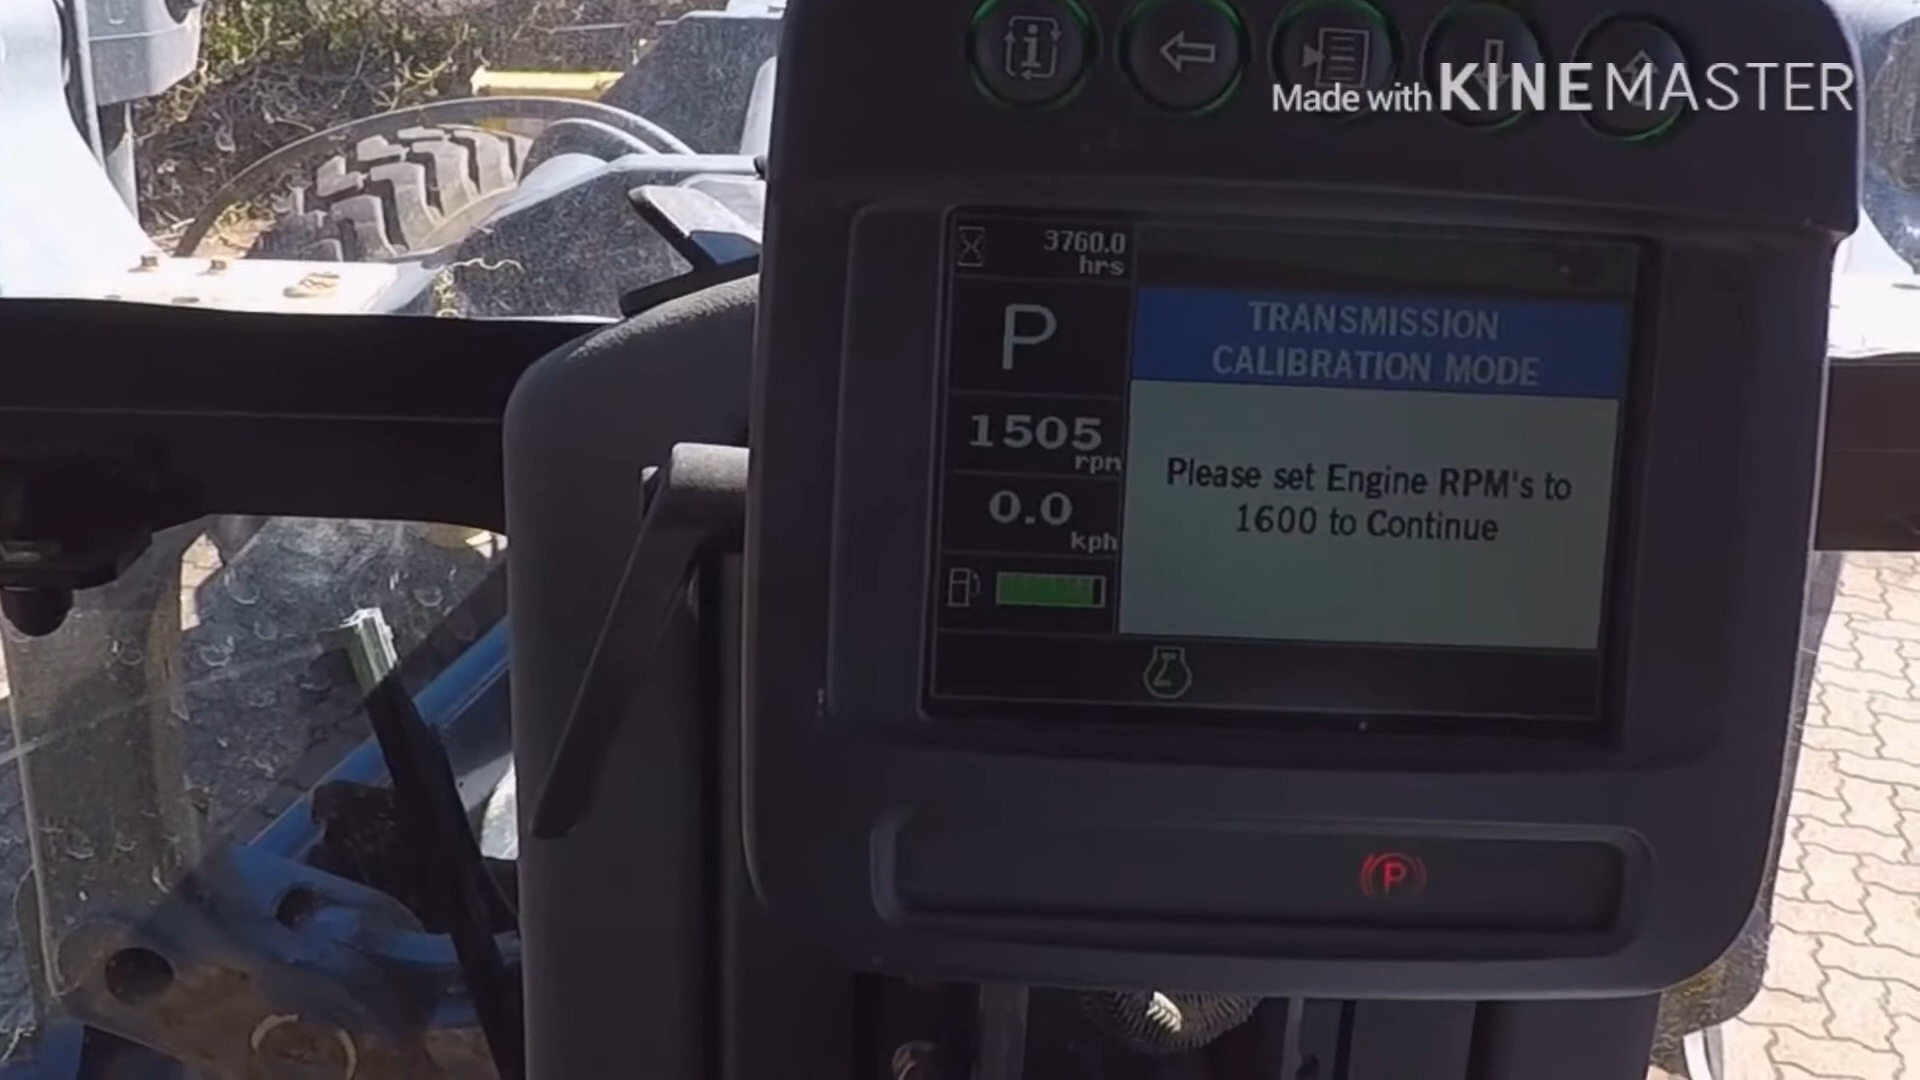 Made with KINEMASTER
3760.0
hrs
P
TRANSMISSION
CALIBRATION MODE
1505
rpm
0.0
kph
Please set Engine RPM's to
1600 to Continue
P